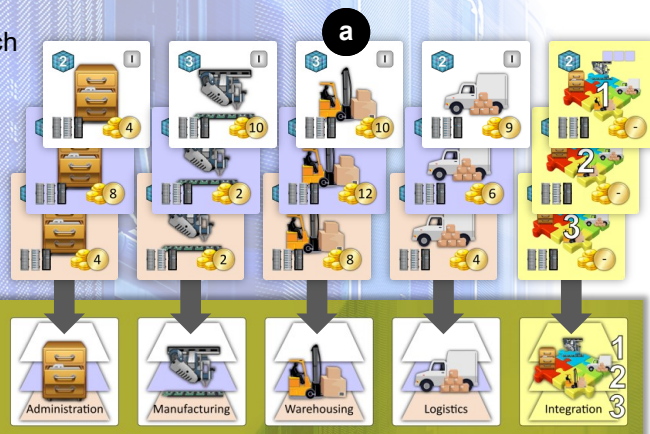 ch
a
2 I
3 I
3 I
2 I
2
1
4
10
10
9
-
2
8
2
12
6
-
3
4
2
8
4
-
1
2
3
Administration
Manufacturing
Warehousing
Logistics
Integration